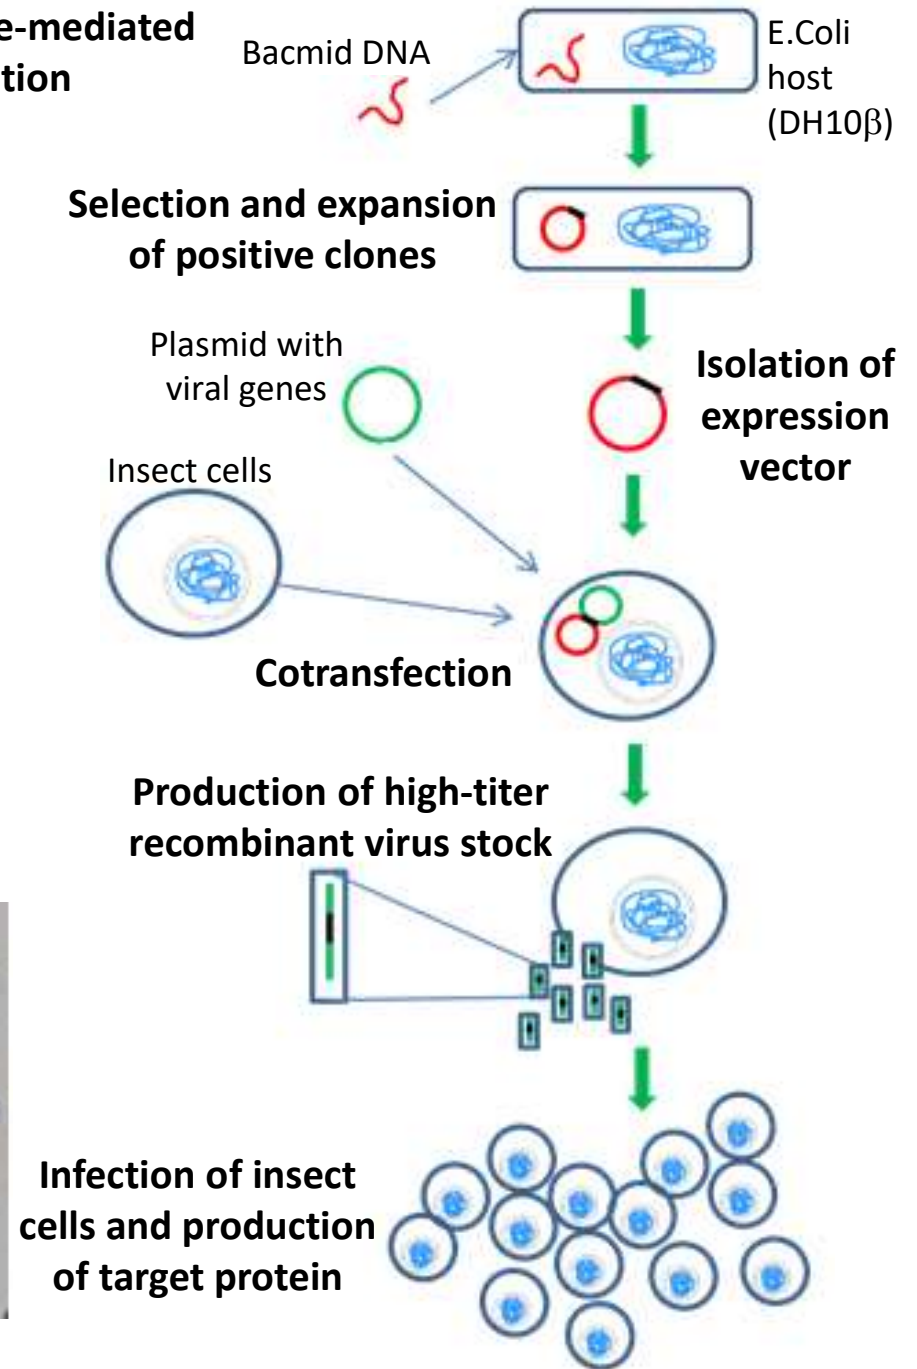 e-mediated
tion
Bacmid DNA
E.Coli
host
(DH10β)
Selection and expansion
of positive clones
Plasmid with
viral genes
Isolation of
expression
vector
Insect cells
Cotransfection
Production of high-titer
recombinant virus stock
Infection of insect
cells and production
of target protein